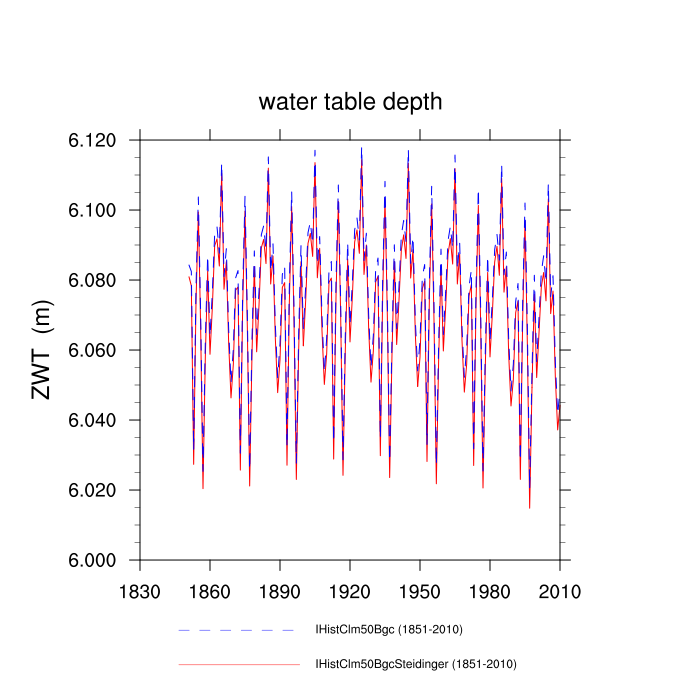 water table depth
ZWT (m)
6.120
6.100
6.080
6.060
6.040
6.020
6.000
1830 1860 1890 1920 1950 1980 2010
IHistClm50Bgc (1851-2010)
IHistClm50BgcSteidinger (1851-2010)